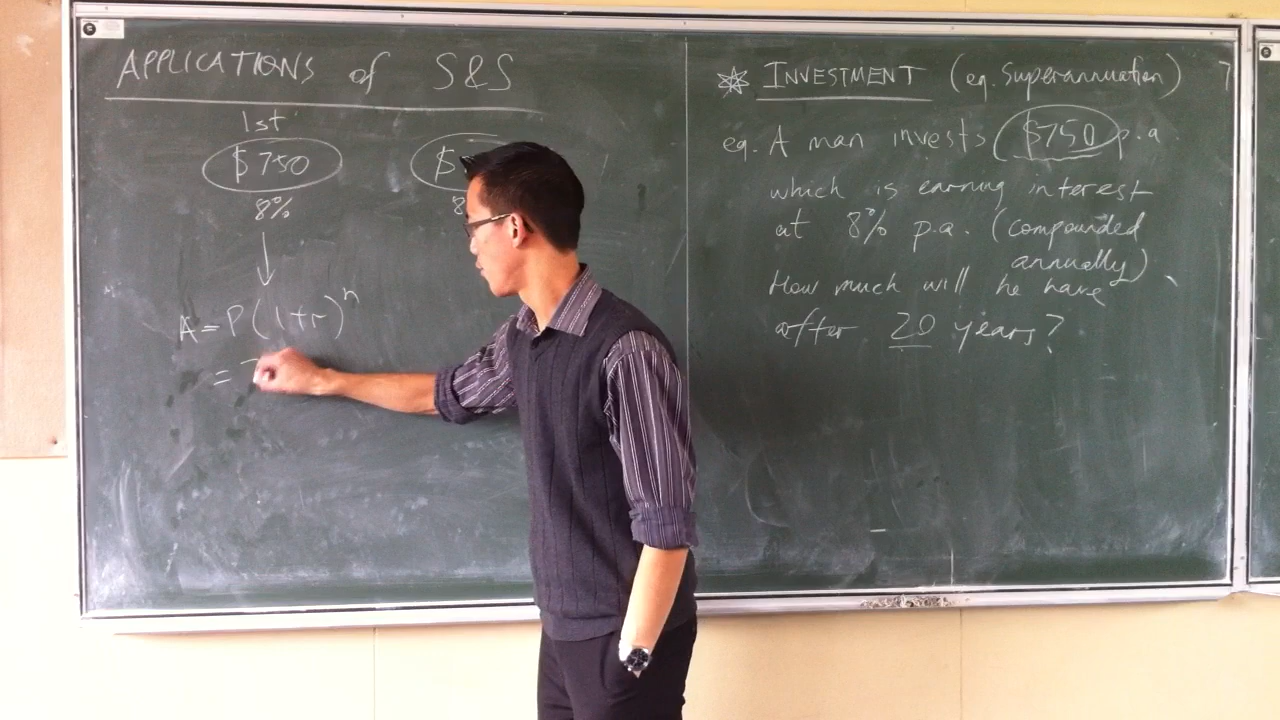 APPLICATIONS of S&S
1st
$750
8%
A = P(1+r)^n
=
$
8
INVESTMENT (eg. Superannuation)
eg. A man invests $750 p.a.
which is earning interest
at 8% p.a. (compounded
annually)
How much will he have
after 20 years?